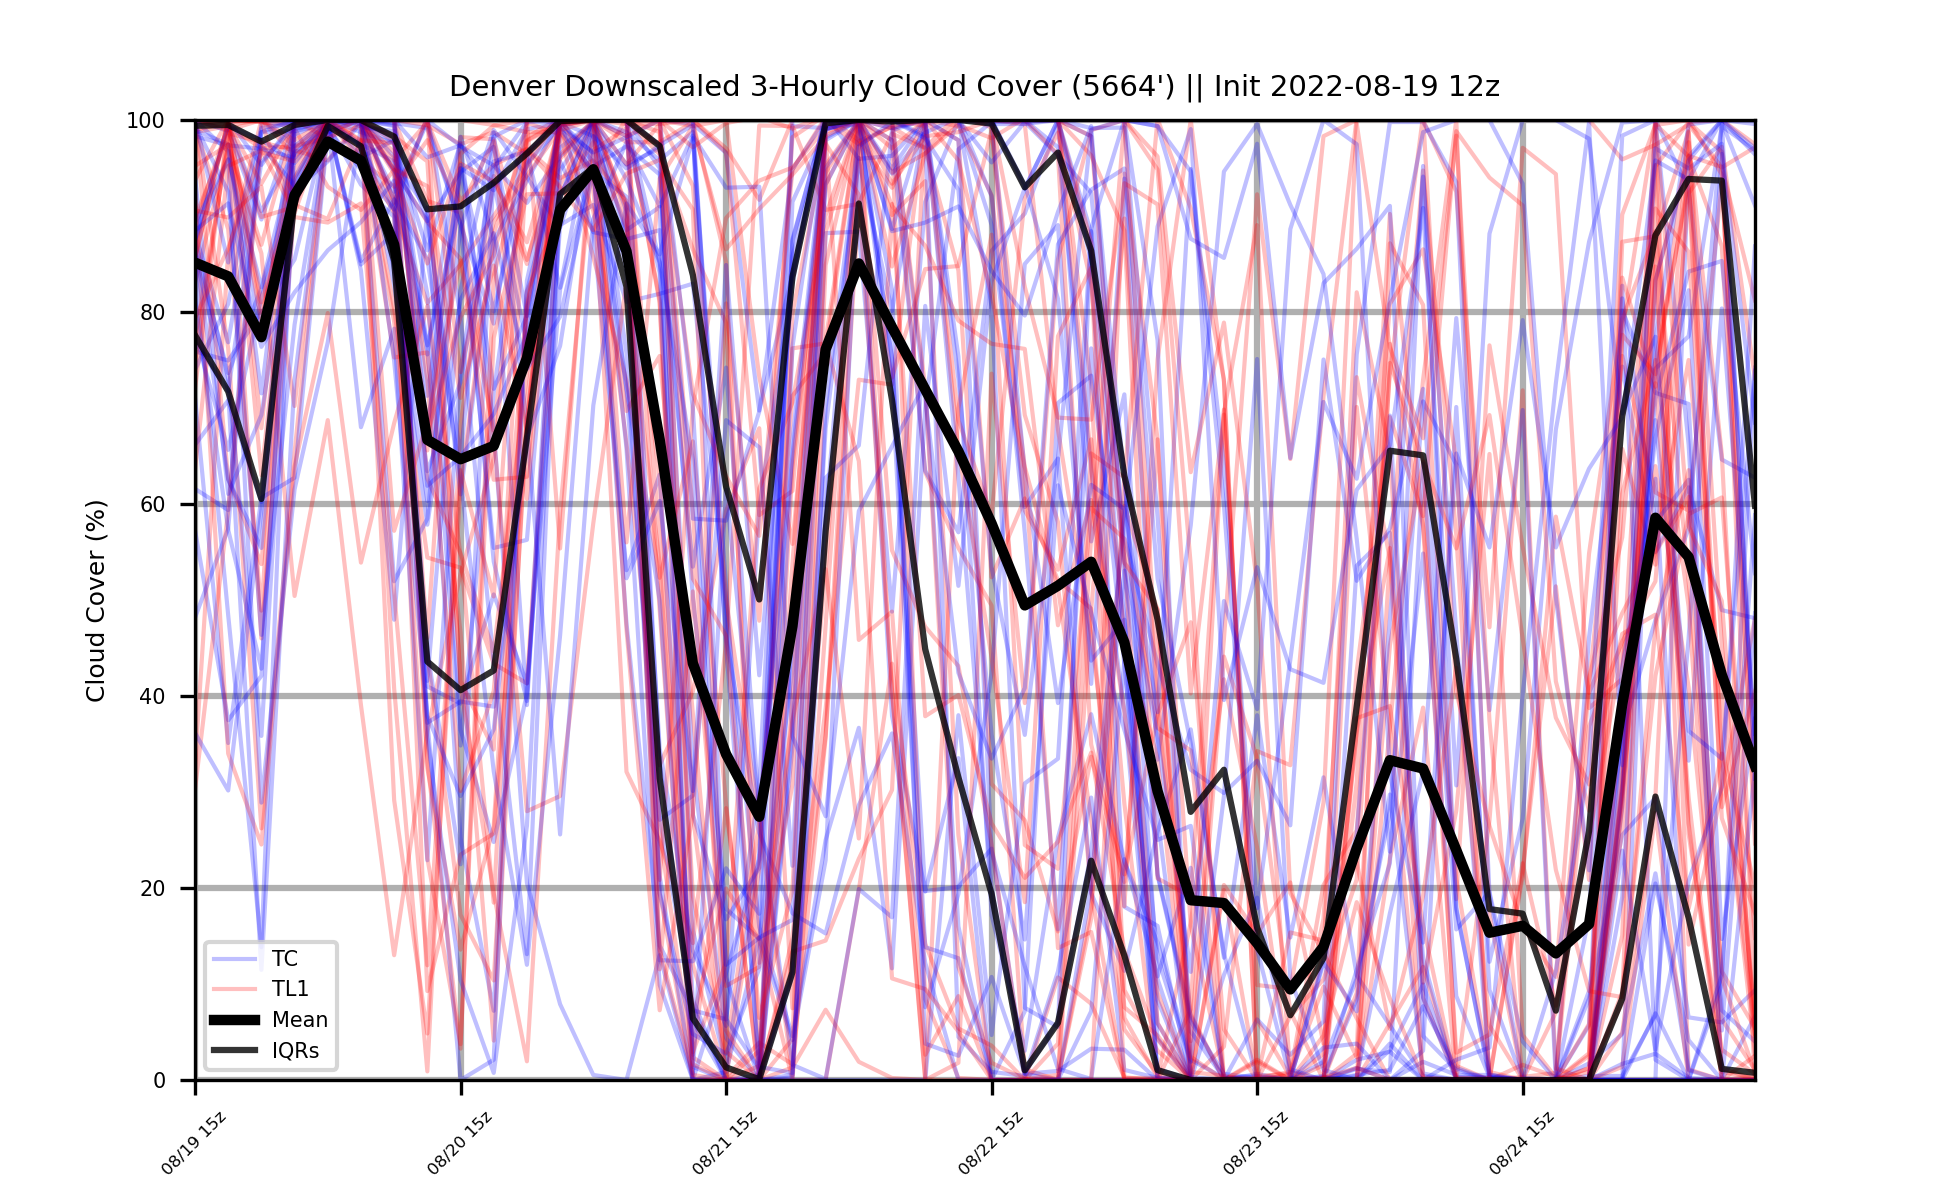 Denver Downscaled 3-Hourly Cloud Cover (5664') || Init 2022-08-19 12z
Cloud Cover (%)
100
80
60
40
20
0
TC
TL1
Mean
IQRs
08/19 15z
08/20 15z
08/21 15z
08/22 15z
08/23 15z
08/24 15z